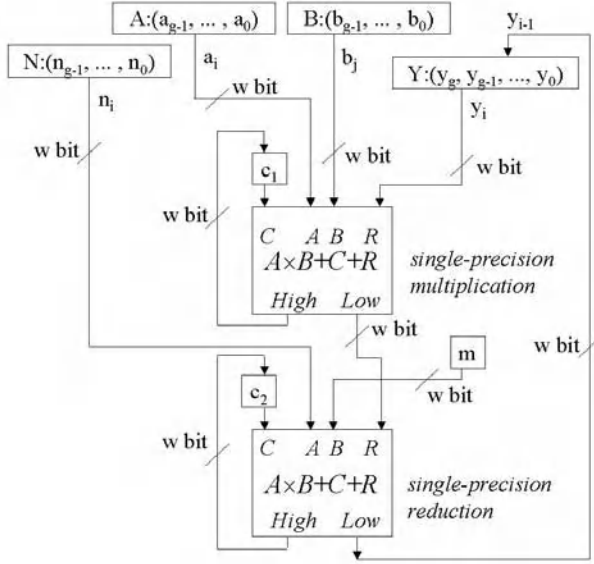 A:(a_{g-1}, ... , a_0)
B:(b_{g-1}, ... , b_0)
y_{i-1}
N:(n_{g-1}, ... , n_0)
Y:(y_g, y_{g-1}, ..., y_0)
a_i
b_j
n_i
y_i
w bit
w bit
w bit
w bit
c_1
w bit
C A B R
A×B+C+R
High Low
single-precision
multiplication
w bit
m
w bit
w bit
c_2
w bit
C A B R
A×B+C+R
High Low
single-precision
reduction